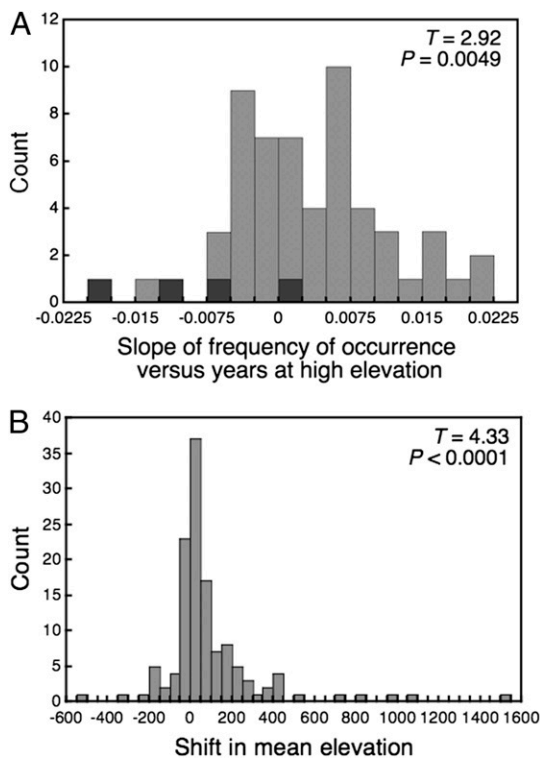 A
T = 2.92
P = 0.0049
12
10
8
6
4
2
0
Count
-0.0225 -0.015 -0.0075 0 0.0075 0.015 0.0225
Slope of frequency of occurrence
versus years at high elevation
B
T = 4.33
P < 0.0001
40
35
30
25
20
15
10
5
0
Count
-600 -400 -200 0 200 400 600 800 1000 1200 1400 1600
Shift in mean elevation